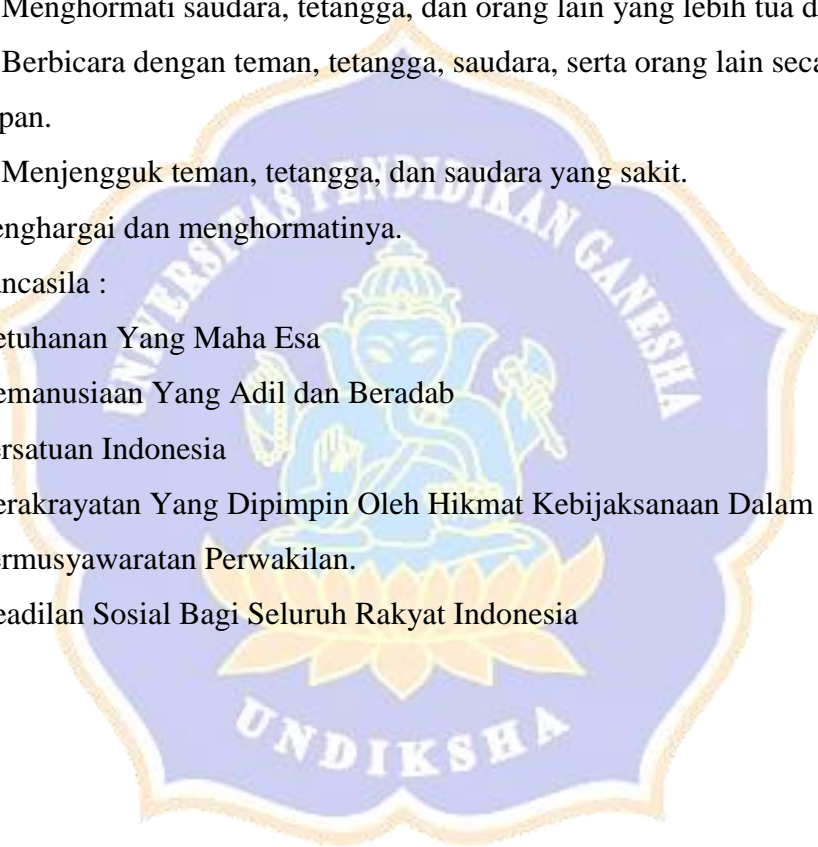 Menghormati saudara, tetangga, dan orang lain yang lebih tua d
Berbicara dengan teman, tetangga, saudara, serta orang lain seca
pan.
Menjengguk teman, tetangga, dan saudara yang sakit.
enghargai dan menghormatinya.
ancasila :
etuhanan Yang Maha Esa
emanusiaan Yang Adil dan Beradab
ersatuan Indonesia
erakrayatan Yang Dipimpin Oleh Hikmat Kebijaksanaan Dalam
ermusyawaratan Perwakilan.
eadilan Sosial Bagi Seluruh Rakyat Indonesia
UNIVERSITAS PENDIDIKAN GANESHA
UNDIKSHA